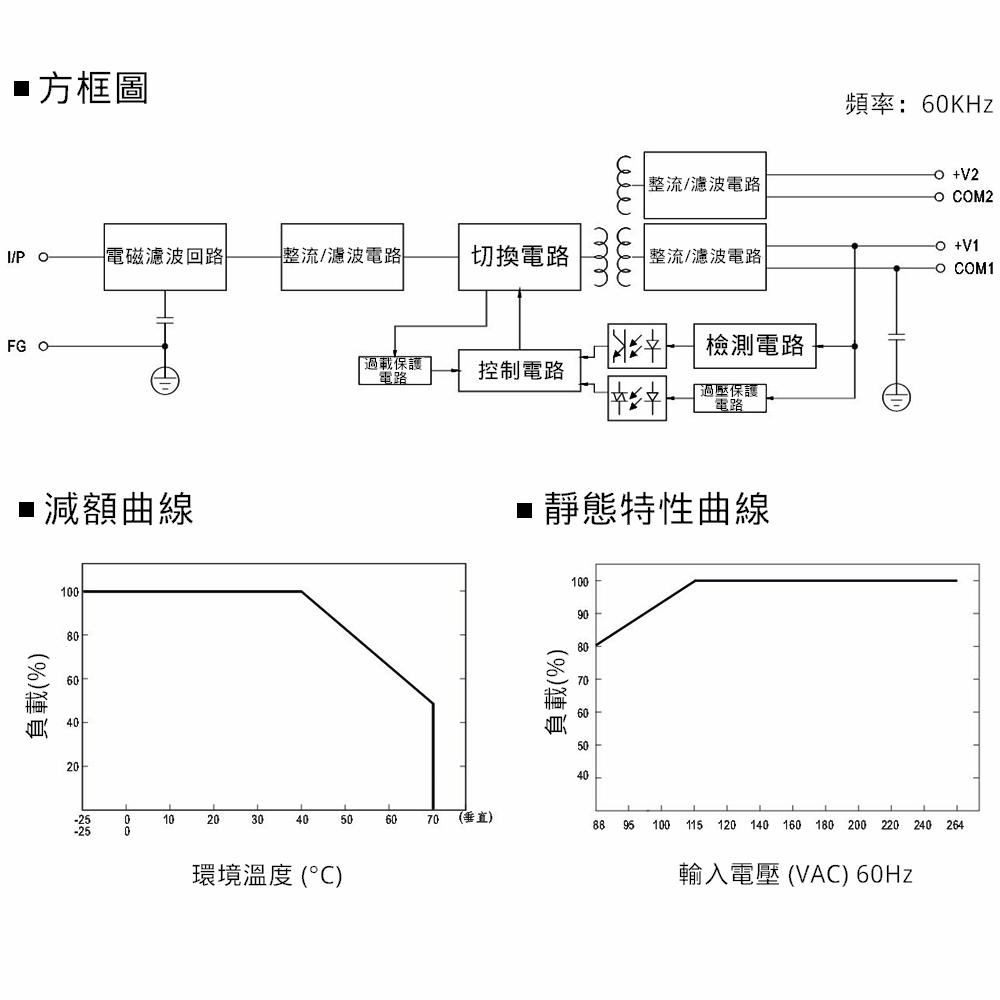 ■方框圖
頻率：60KHz
+V2
整流/濾波電路
COM2
+V1
I/P
電磁濾波回路
整流/濾波電路
切換電路
整流/濾波電路
COM1
FG
過載保護
電路
控制電路
檢測電路
過壓保護
電路
■減額曲線
■靜態特性曲線
負載(%)
100
80
60
40
20
-25 0 10 20 30 40 50 60 70 (垂直)
-25 0
環境溫度 (°C)
負載(%)
100
90
80
70
60
50
40
88 95 100 115 120 140 160 180 200 220 240 264
輸入電壓 (VAC) 60Hz